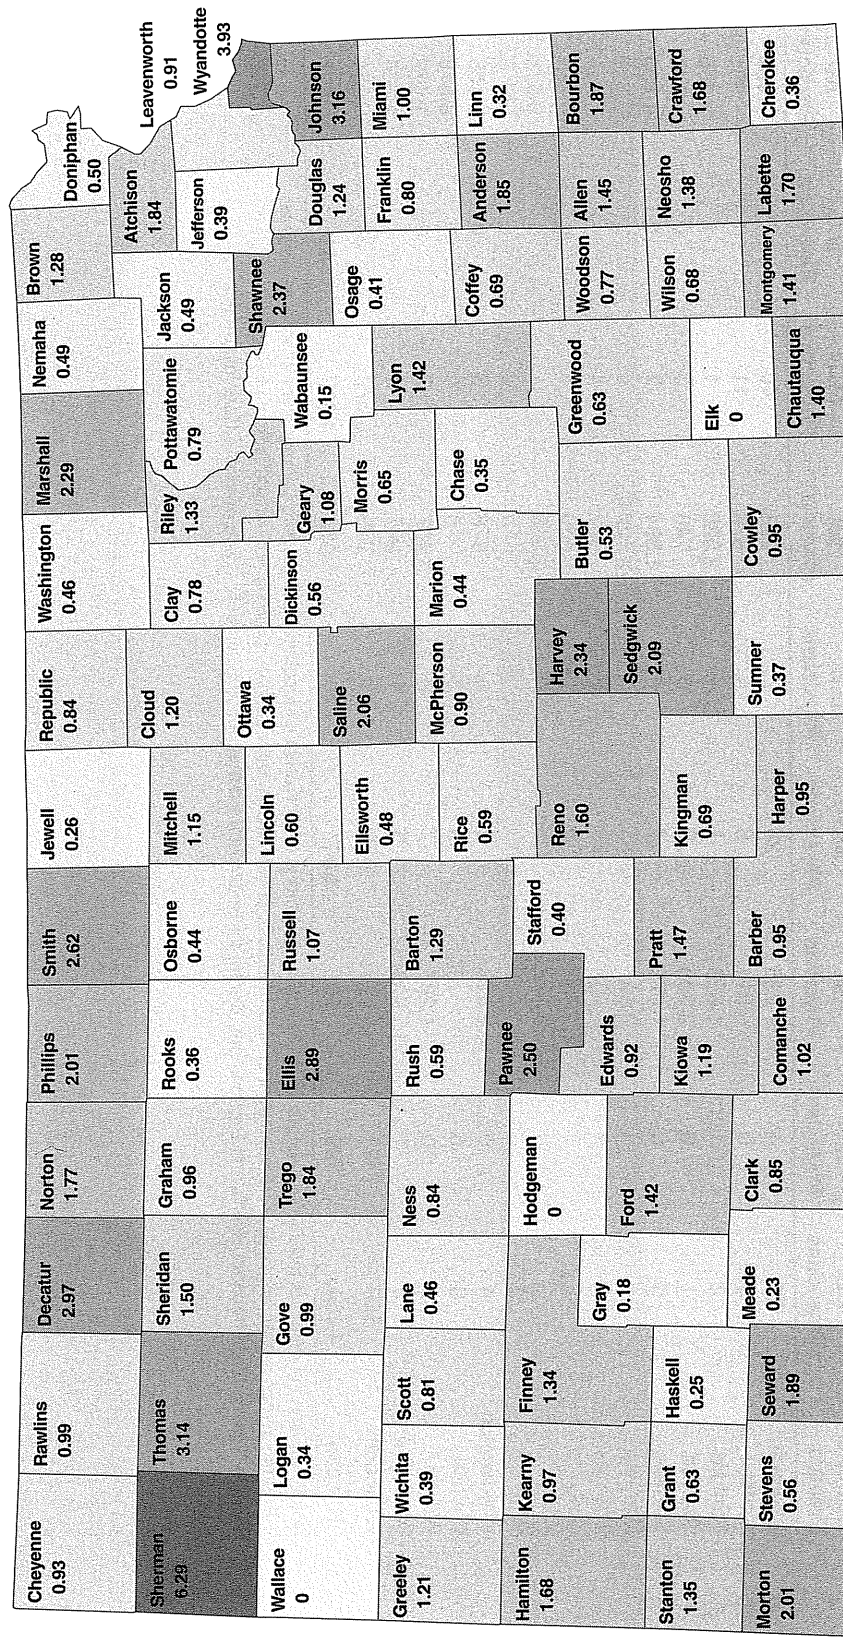 Cheyenne
0.93
Rawlins
0.99
Decatur
2.97
Norton
1.77
Phillips
2.01
Smith
2.62
Jewell
0.26
Republic
0.84
Washington
0.46
Marshall
2.29
Nemaha
0.49
Brown
1.28
Doniphan
0.50
Sherman
6.29
Thomas
3.14
Sheridan
1.50
Graham
0.96
Rooks
0.36
Osborne
0.44
Mitchell
1.15
Cloud
1.20
Clay
0.78
Riley
1.33
Pottawatomie
0.79
Jackson
0.49
Atchison
1.84
Jefferson
0.39
Leavenworth
0.91
Wyandotte
3.93
Wallace
0
Logan
0.34
Gove
0.99
Trego
1.84
Ellis
2.89
Russell
1.07
Lincoln
0.60
Ottawa
0.34
Saline
2.06
Dickinson
0.56
Geary
1.08
Wabaunsee
0.15
Shawnee
2.37
Douglas
1.24
Johnson
3.16
Ellsworth
0.48
Morris
0.65
Osage
0.41
Franklin
0.80
Miami
1.00
Greeley
1.21
Wichita
0.39
Scott
0.81
Lane
0.46
Ness
0.84
Rush
0.59
Barton
1.29
Rice
0.59
McPherson
0.90
Marion
0.44
Chase
0.35
Lyon
1.42
Coffey
0.69
Anderson
1.85
Linn
0.32
Hamilton
1.68
Kearny
0.97
Finney
1.34
Hodgeman
0
Pawnee
2.50
Stafford
0.40
Reno
1.60
Harvey
2.34
Butler
0.53
Greenwood
0.63
Woodson
0.77
Allen
1.45
Bourbon
1.87
Gray
0.18
Ford
1.42
Edwards
0.92
Sedgwick
2.09
Stanton
1.35
Grant
0.63
Haskell
0.25
Kiowa
1.19
Pratt
1.47
Kingman
0.69
Elk
0
Wilson
0.68
Neosho
1.38
Crawford
1.68
Morton
2.01
Stevens
0.56
Seward
1.89
Meade
0.23
Clark
0.85
Comanche
1.02
Barber
0.95
Harper
0.95
Sumner
0.37
Cowley
0.95
Chautauqua
1.40
Montgomery
1.41
Labette
1.70
Cherokee
0.36